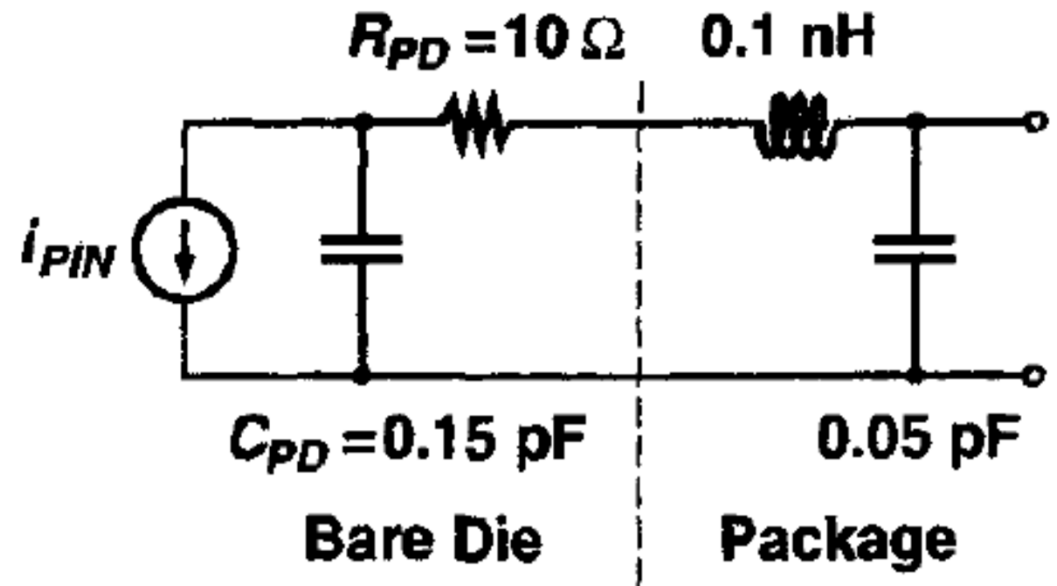 R_PD = 10 Ω 0.1 nH
i_PIN
C_PD = 0.15 pF 0.05 pF
Bare Die Package